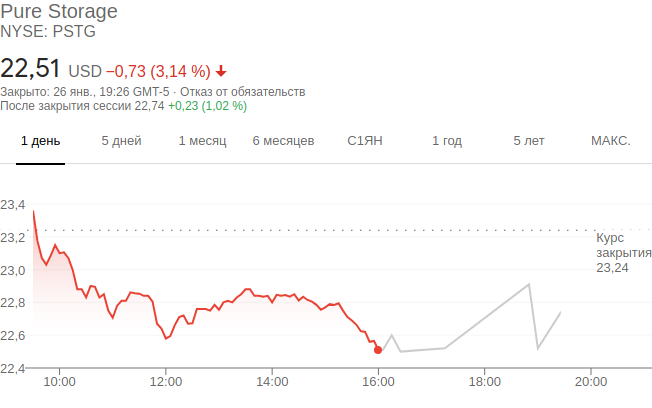 Pure Storage
NYSE: PSTG
22,51 USD −0,73 (3,14 %)
Закрыто: 26 янв., 19:26 GMT-5 · Отказ от обязательств
После закрытия сессии 22,74 +0,23 (1,02 %)
1 день 5 дней 1 месяц 6 месяцев С1ЯН 1 год 5 лет МАКС.
23,4
23,2
23,0
22,8
22,6
22,4
Курс
закрытия
23,24
10:00 12:00 14:00 16:00 18:00 20:00